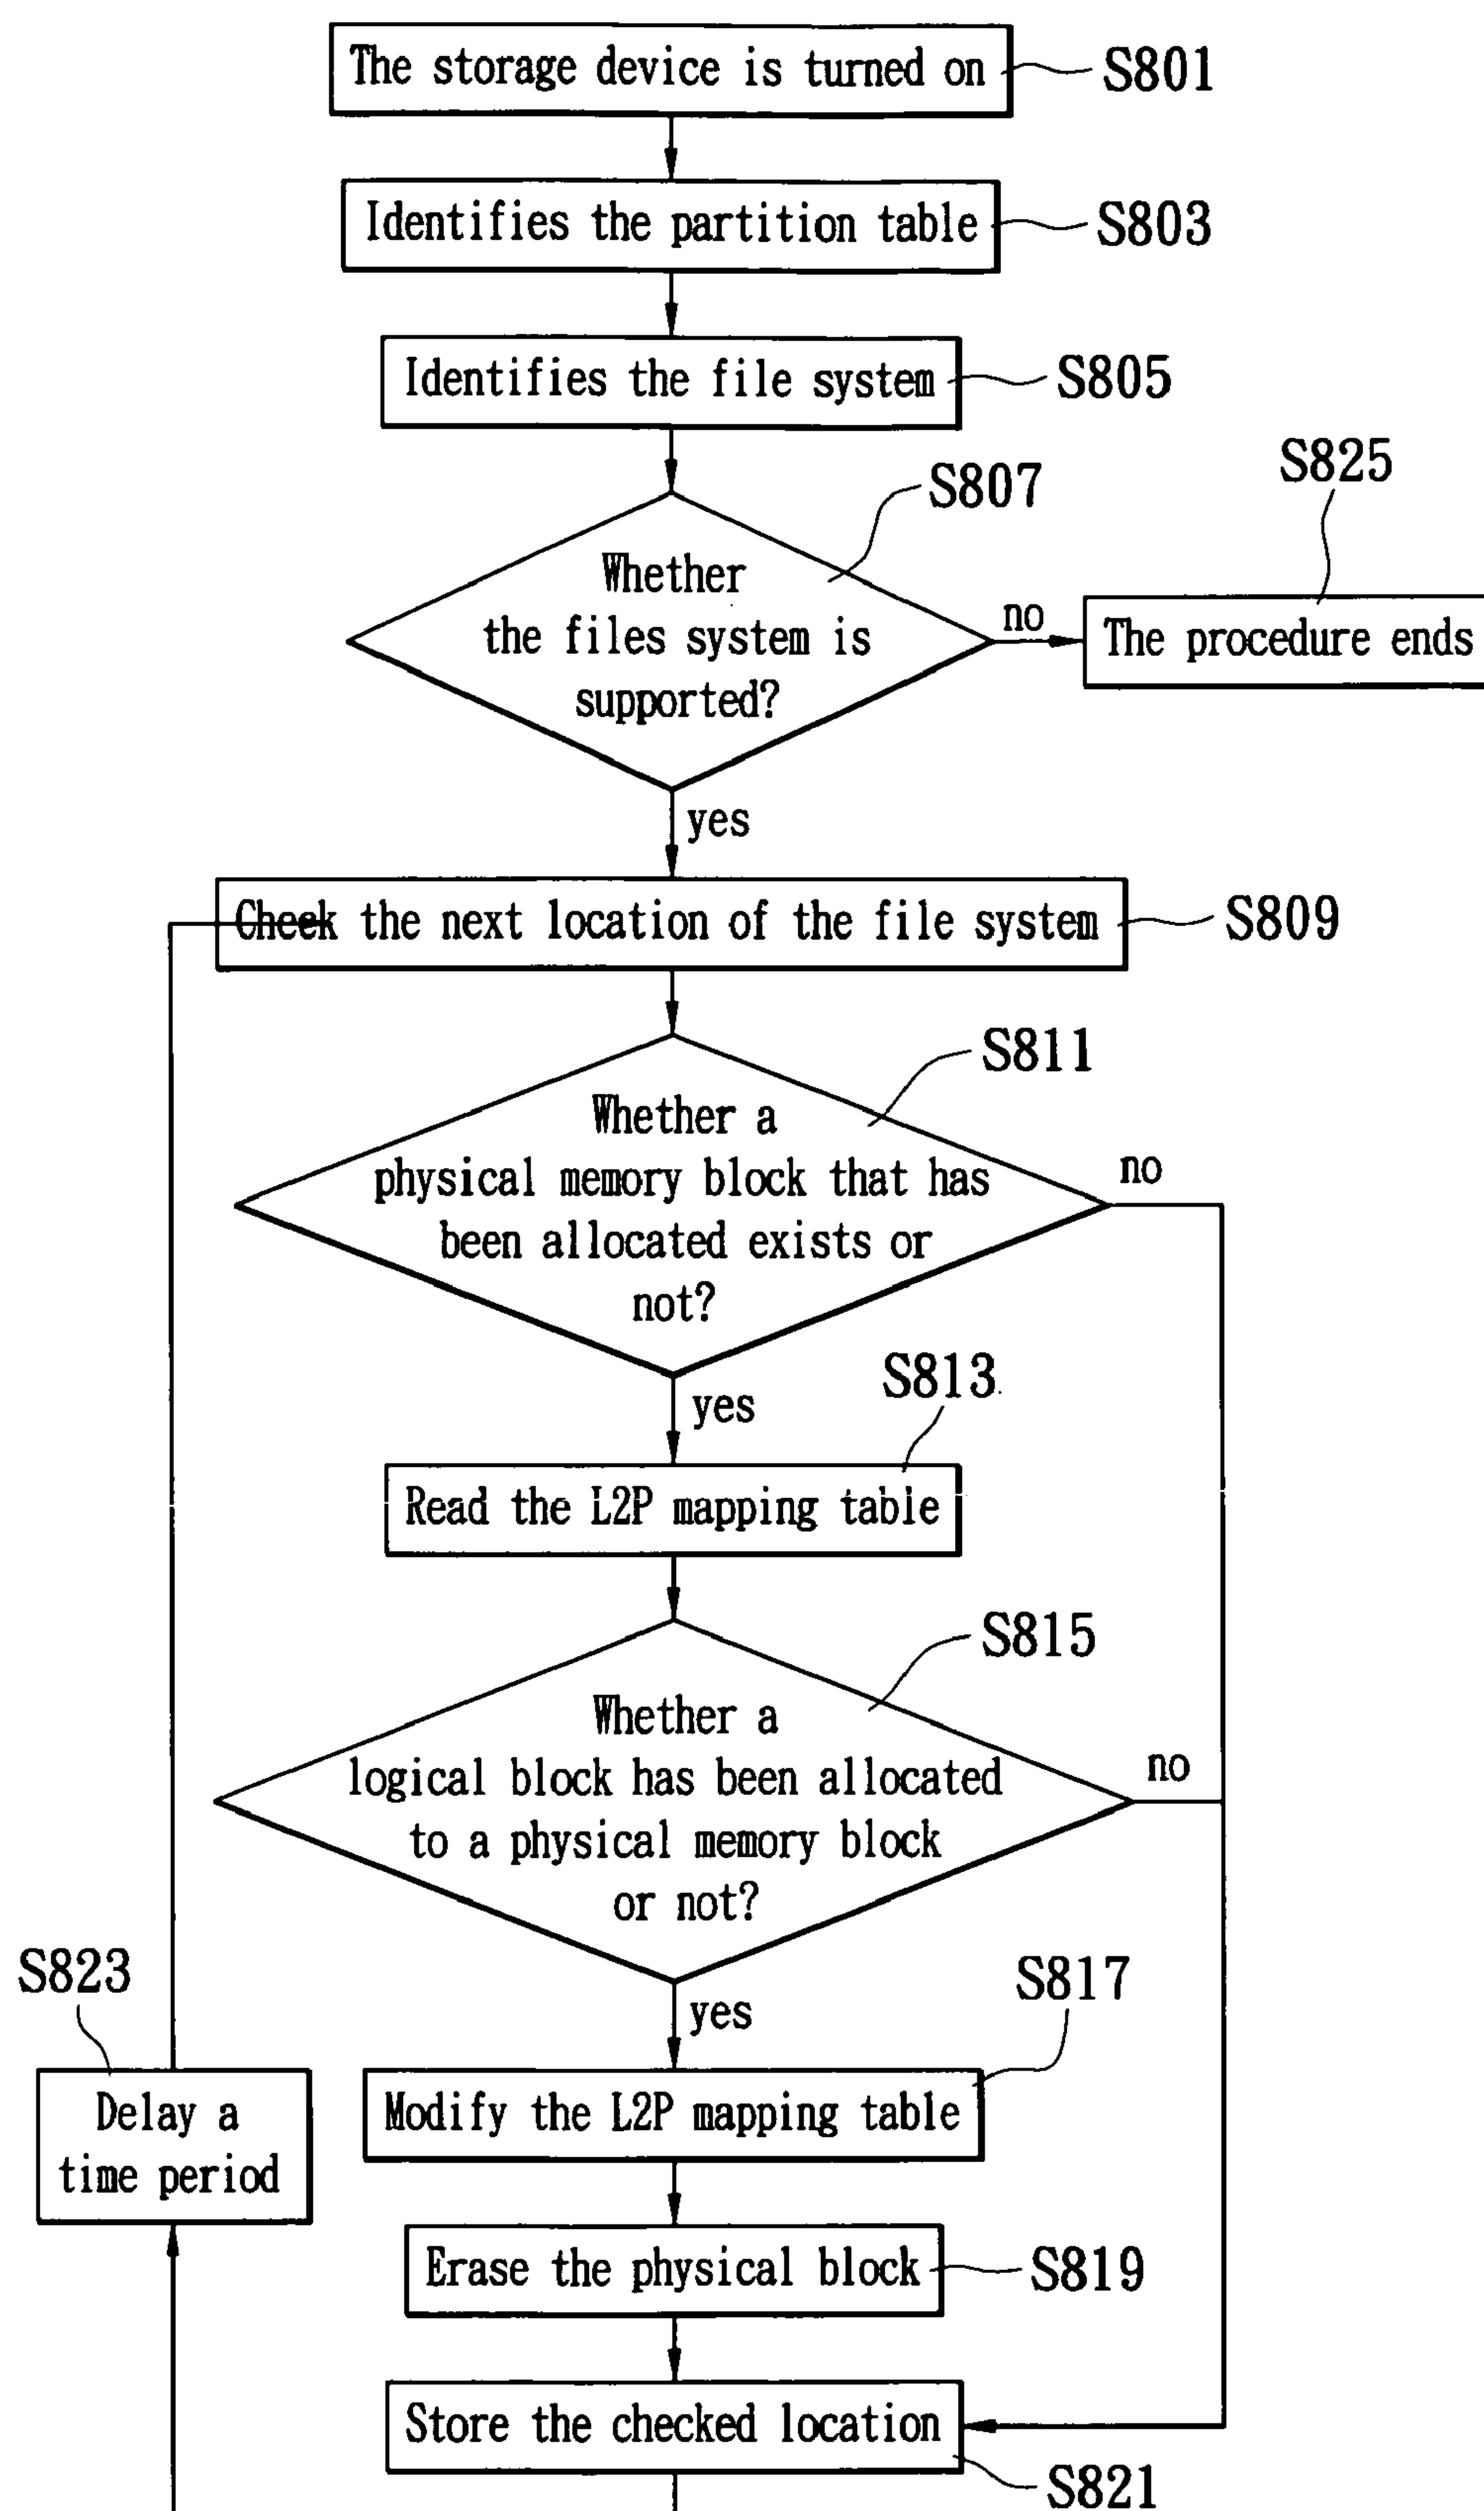 The storage device is turned on
S801
Identifies the partition table
S803
Identifies the file system
S805
S807
S825
Whether
the files system is
supported?
no
The procedure ends
yes
Check the next location of the file system
S809
S811
Whether a
physical memory block that has
been allocated exists or
not?
no
S813
yes
Read the L2P mapping table
S815
Whether a
logical block has been allocated
to a physical memory block
or not?
no
S823
S817
yes
Delay a
time period
Modify the L2P mapping table
Erase the physical block
S819
Store the checked location
S821